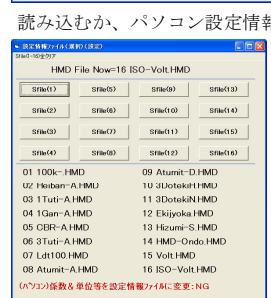 読み込むか、パソコン設定情報
設定情報ファイル(選択)(設定)
Sfile(1-16)全クリア
HMD File Now=16 ISO-Volt.HMD
Sfile(1) Sfile(5) Sfile(9) Sfile(13)
Sfile(2) Sfile(6) Sfile(10) Sfile(14)
Sfile(3) Sfile(7) Sfile(11) Sfile(15)
Sfile(4) Sfile(8) Sfile(12) Sfile(16)
01 100k-.HMD 09 Atumit-D.HMD
02 Heiban-A.HMD 10 3DotekiH.HMD
03 1Tuti-A.HMD 11 3DotekiN.HMD
04 1Gan-A.HMD 12 Ekijyoka.HMD
05 CBR-A.HMD 13 Hizumi-S.HMD
06 3Tuti-A.HMD 14 HMD-Ondo.HMD
07 Ldt100.HMD 15 Volt.HMD
08 Atumit-A.HMD 16 ISO-Volt.HMD
(パソコン)係数&単位等を設定情報ファイルに変更:NG